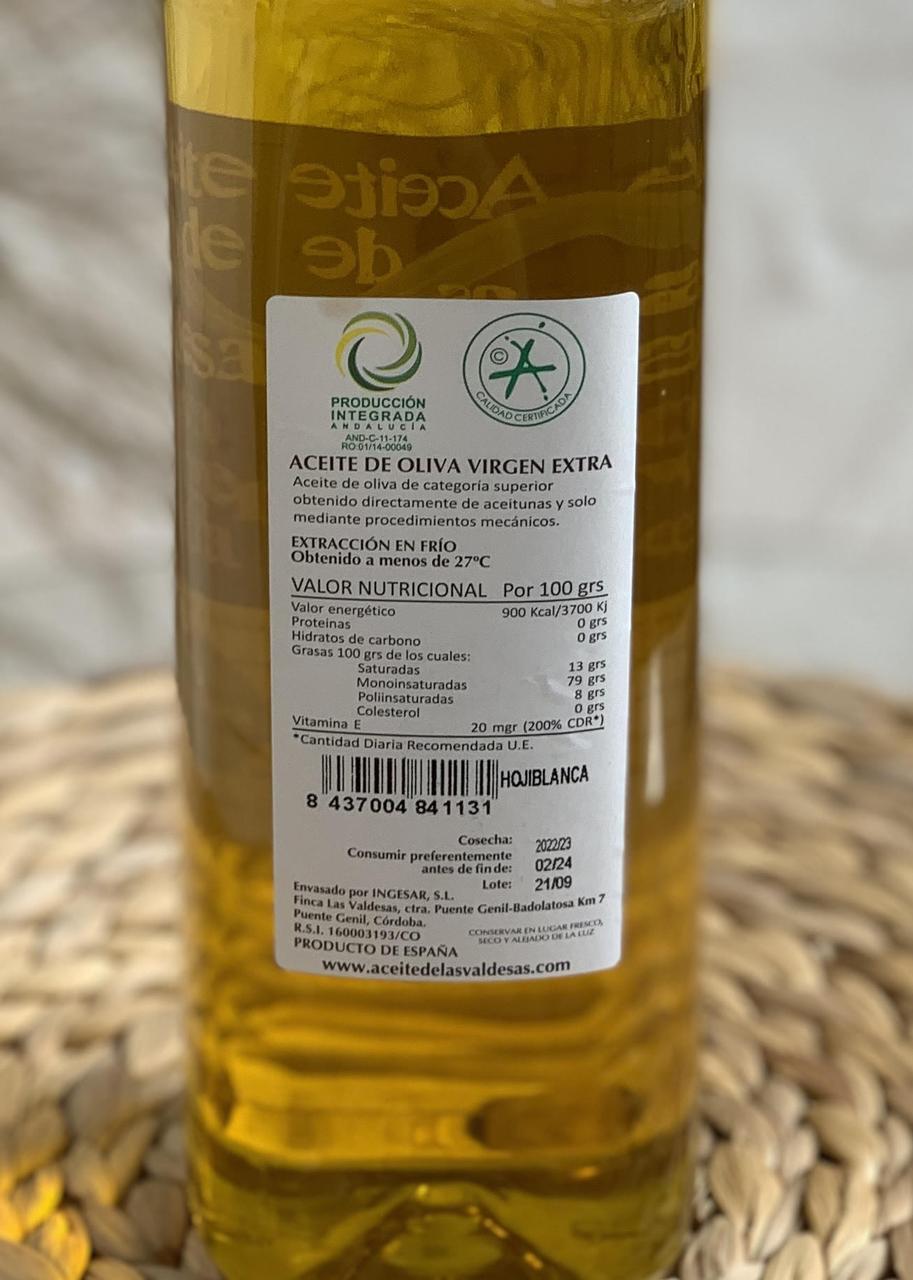 Aceite
de
PRODUCCIÓN
INTEGRADA
ANDALUCÍA
AND-C-11-174
RO:01/14-00049
© CALIDAD CERTIFICADA
ACEITE DE OLIVA VIRGEN EXTRA
Aceite de oliva de categoría superior
obtenido directamente de aceitunas y solo
mediante procedimientos mecánicos.
EXTRACCIÓN EN FRÍO
Obtenido a menos de 27ºC
VALOR NUTRICIONAL Por 100 grs
Valor energético 900 Kcal/3700 Kj
Proteinas 0 grs
Hidratos de carbono 0 grs
Grasas 100 grs de los cuales:
Saturadas 13 grs
Monoinsaturadas 79 grs
Poliinsaturadas 8 grs
Colesterol 0 grs
Vitamina E 20 mgr (200% CDR*)
*Cantidad Diaria Recomendada U.E.
HOJIBLANCA
8 437004 841131
Cosecha: 2022/23
Consumir preferentemente
antes de fin de: 02/24
Lote: 21/09
Envasado por INGESAR, S.L.
Finca Las Valdesas, ctra. Puente Genil-Badolatosa Km 7
Puente Genil, Córdoba.
R.S.I. 160003193/CO
PRODUCTO DE ESPAÑA
CONSERVAR EN LUGAR FRESCO,
SECO Y ALEJADO DE LA LUZ
www.aceitedelasvaldesas.com